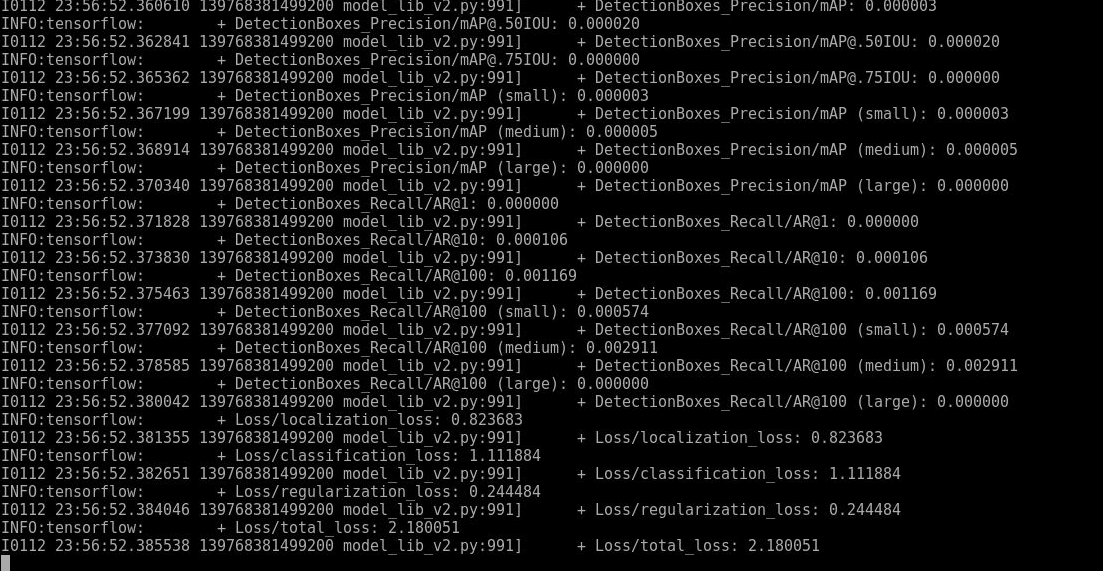 I0112 23:56:52.360610 139768381499200 model_lib_v2.py:991]      + DetectionBoxes_Precision/mAP: 0.000003
INFO:tensorflow:        + DetectionBoxes_Precision/mAP@.50IOU: 0.000020
I0112 23:56:52.362841 139768381499200 model_lib_v2.py:991]      + DetectionBoxes_Precision/mAP@.50IOU: 0.000020
INFO:tensorflow:        + DetectionBoxes_Precision/mAP@.75IOU: 0.000000
I0112 23:56:52.365362 139768381499200 model_lib_v2.py:991]      + DetectionBoxes_Precision/mAP@.75IOU: 0.000000
INFO:tensorflow:        + DetectionBoxes_Precision/mAP (small): 0.000003
I0112 23:56:52.367199 139768381499200 model_lib_v2.py:991]      + DetectionBoxes_Precision/mAP (small): 0.000003
INFO:tensorflow:        + DetectionBoxes_Precision/mAP (medium): 0.000005
I0112 23:56:52.368914 139768381499200 model_lib_v2.py:991]      + DetectionBoxes_Precision/mAP (medium): 0.000005
INFO:tensorflow:        + DetectionBoxes_Precision/mAP (large): 0.000000
I0112 23:56:52.370340 139768381499200 model_lib_v2.py:991]      + DetectionBoxes_Precision/mAP (large): 0.000000
INFO:tensorflow:        + DetectionBoxes_Recall/AR@1: 0.000000
I0112 23:56:52.371828 139768381499200 model_lib_v2.py:991]      + DetectionBoxes_Recall/AR@1: 0.000000
INFO:tensorflow:        + DetectionBoxes_Recall/AR@10: 0.000106
I0112 23:56:52.373830 139768381499200 model_lib_v2.py:991]      + DetectionBoxes_Recall/AR@10: 0.000106
INFO:tensorflow:        + DetectionBoxes_Recall/AR@100: 0.001169
I0112 23:56:52.375463 139768381499200 model_lib_v2.py:991]      + DetectionBoxes_Recall/AR@100: 0.001169
INFO:tensorflow:        + DetectionBoxes_Recall/AR@100 (small): 0.000574
I0112 23:56:52.377092 139768381499200 model_lib_v2.py:991]      + DetectionBoxes_Recall/AR@100 (small): 0.000574
INFO:tensorflow:        + DetectionBoxes_Recall/AR@100 (medium): 0.002911
I0112 23:56:52.378585 139768381499200 model_lib_v2.py:991]      + DetectionBoxes_Recall/AR@100 (medium): 0.002911
INFO:tensorflow:        + DetectionBoxes_Recall/AR@100 (large): 0.000000
I0112 23:56:52.380042 139768381499200 model_lib_v2.py:991]      + DetectionBoxes_Recall/AR@100 (large): 0.000000
INFO:tensorflow:        + Loss/localization_loss: 0.823683
I0112 23:56:52.381355 139768381499200 model_lib_v2.py:991]      + Loss/localization_loss: 0.823683
INFO:tensorflow:        + Loss/classification_loss: 1.111884
I0112 23:56:52.382651 139768381499200 model_lib_v2.py:991]      + Loss/classification_loss: 1.111884
INFO:tensorflow:        + Loss/regularization_loss: 0.244484
I0112 23:56:52.384046 139768381499200 model_lib_v2.py:991]      + Loss/regularization_loss: 0.244484
INFO:tensorflow:        + Loss/total_loss: 2.180051
I0112 23:56:52.385538 139768381499200 model_lib_v2.py:991]      + Loss/total_loss: 2.180051